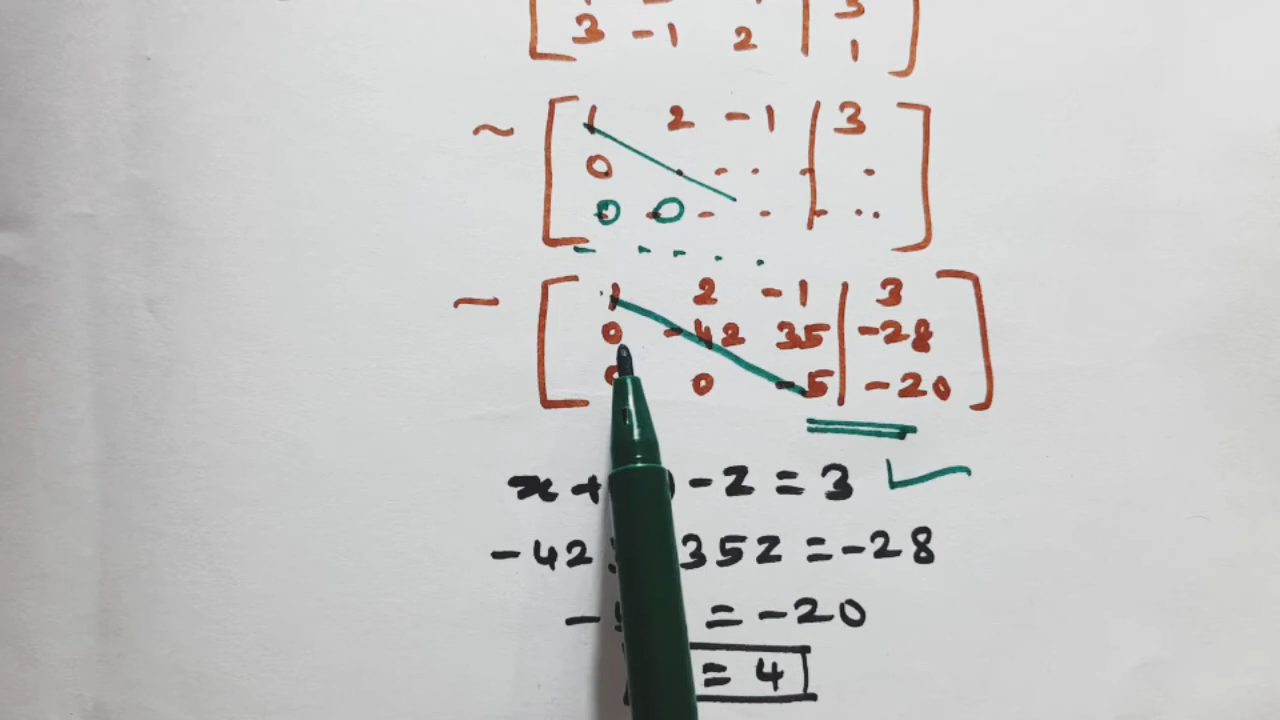 3 -1 2 | 1
~ [ 1 2 -1 | 3 ]
0 . . . . .
0 0 . . . . .
~ [ 1 2 -1 | 3 ]
0 -42 35 | -28
0 0 -5 | -20
x + - z = 3 ✓
-42 35z = -28
- = -20
= 4